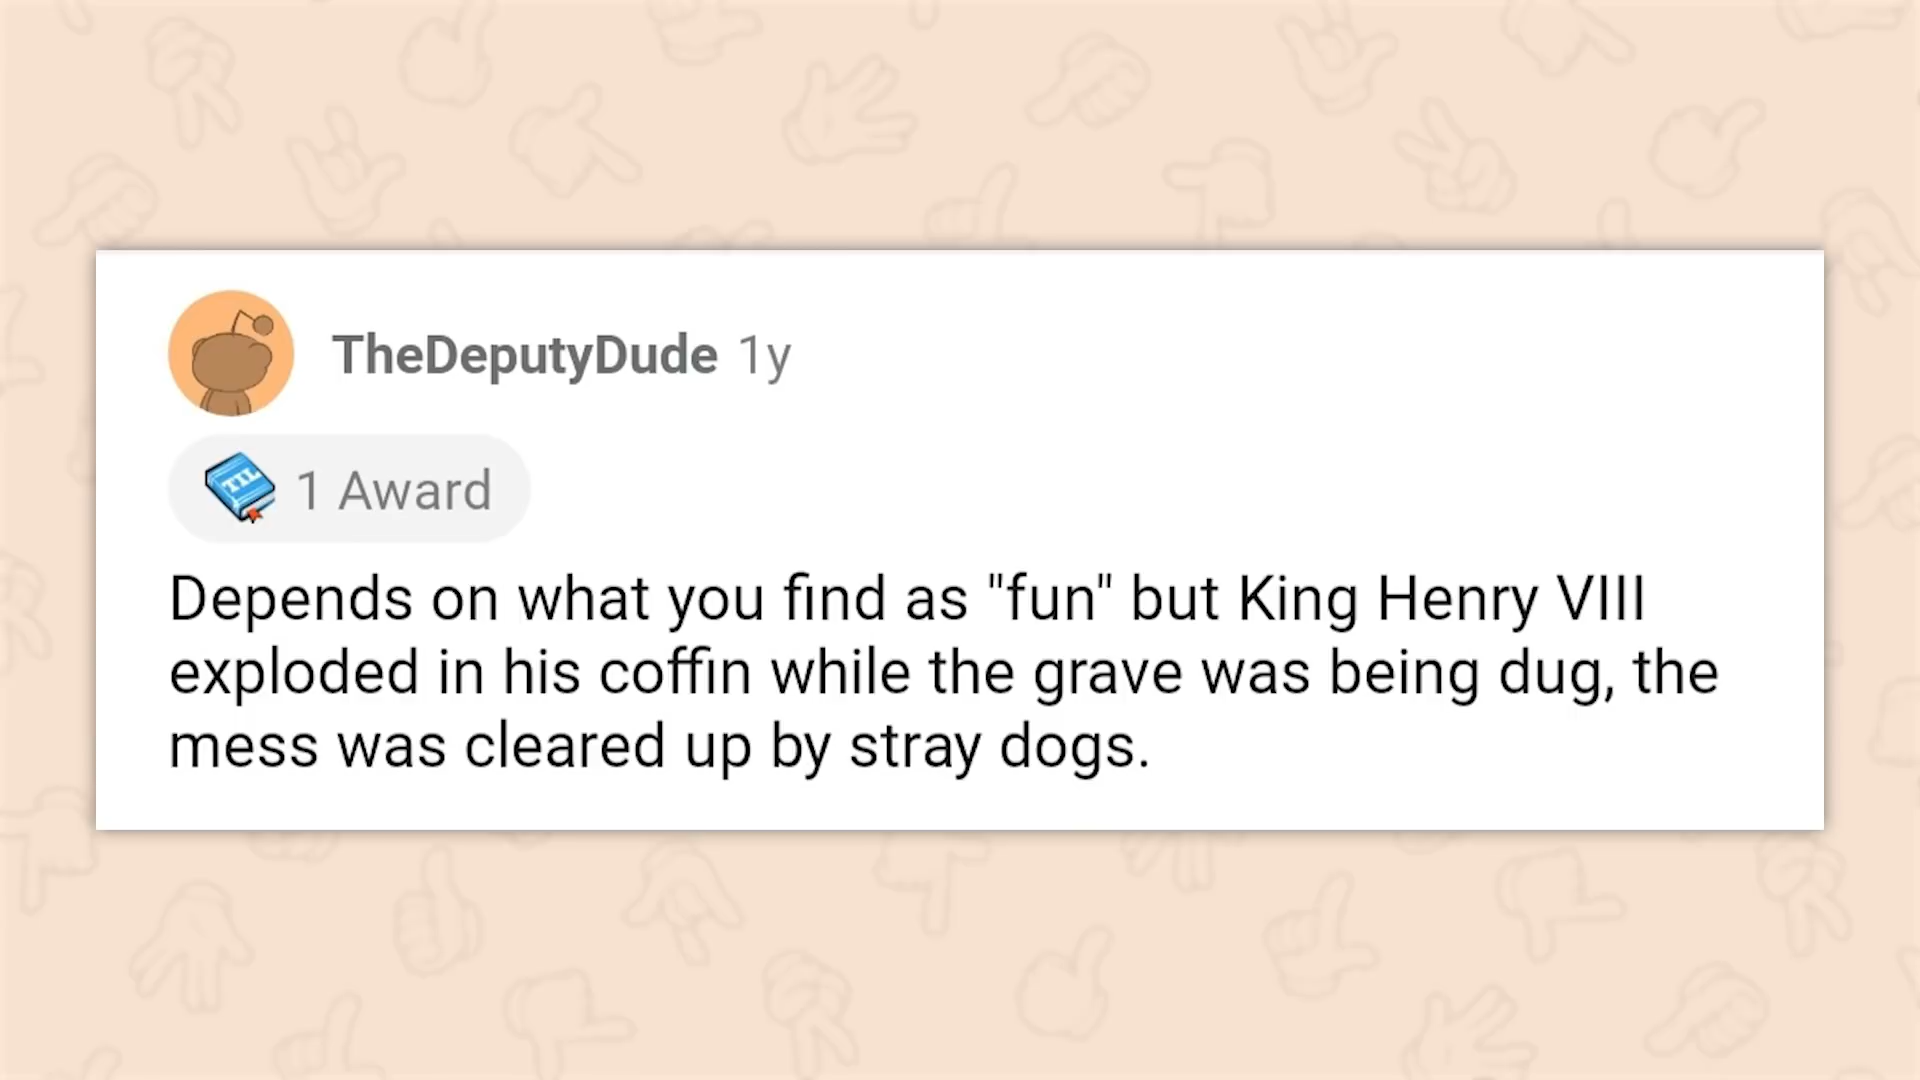 TheDeputyDude 1y
TIL 1 Award
Depends on what you find as "fun" but King Henry VIII
exploded in his coffin while the grave was being dug, the
mess was cleared up by stray dogs.